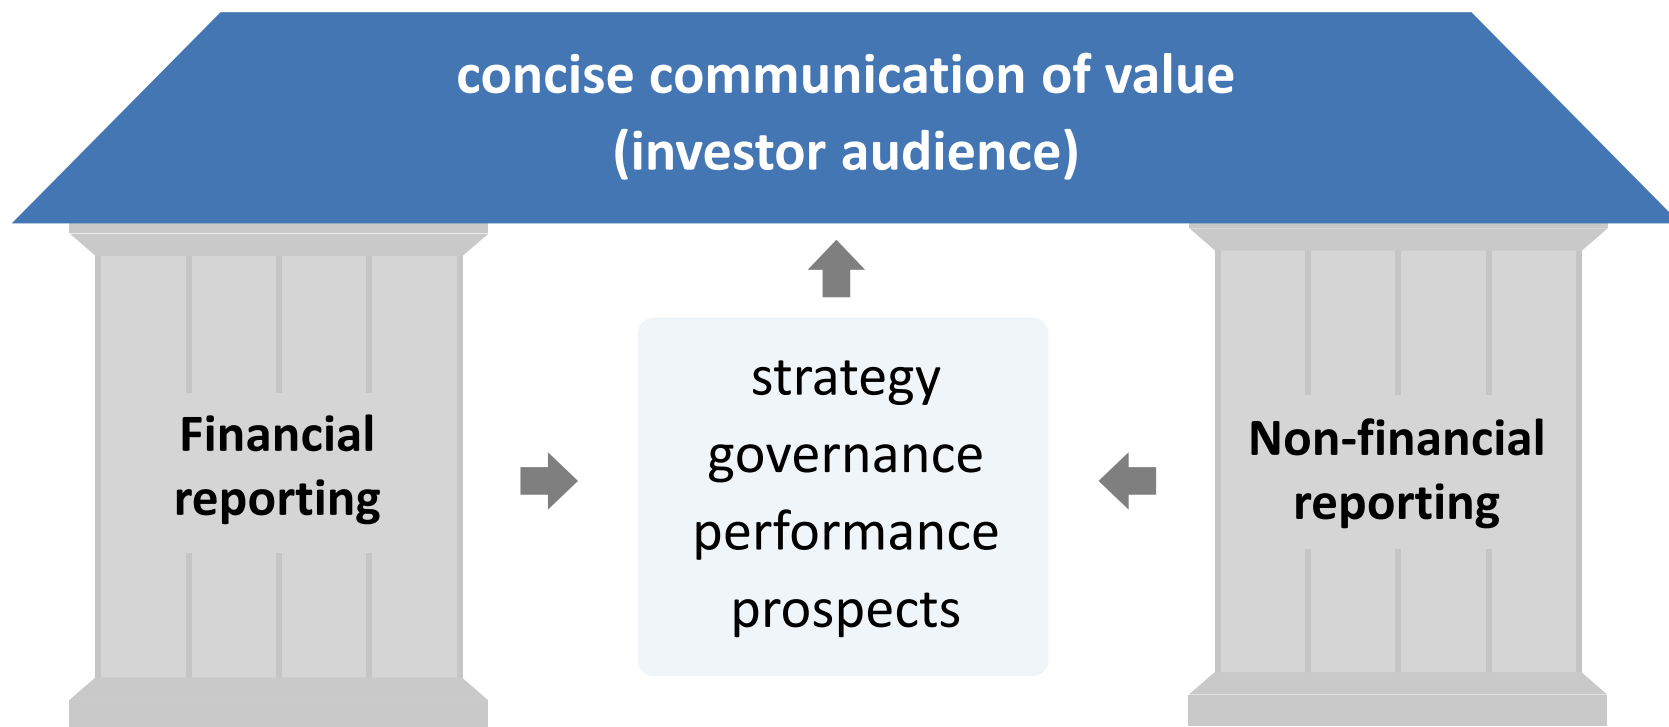 concise communication of value
(investor audience)
Financial
reporting
strategy
governance
performance
prospects
Non-financial
reporting